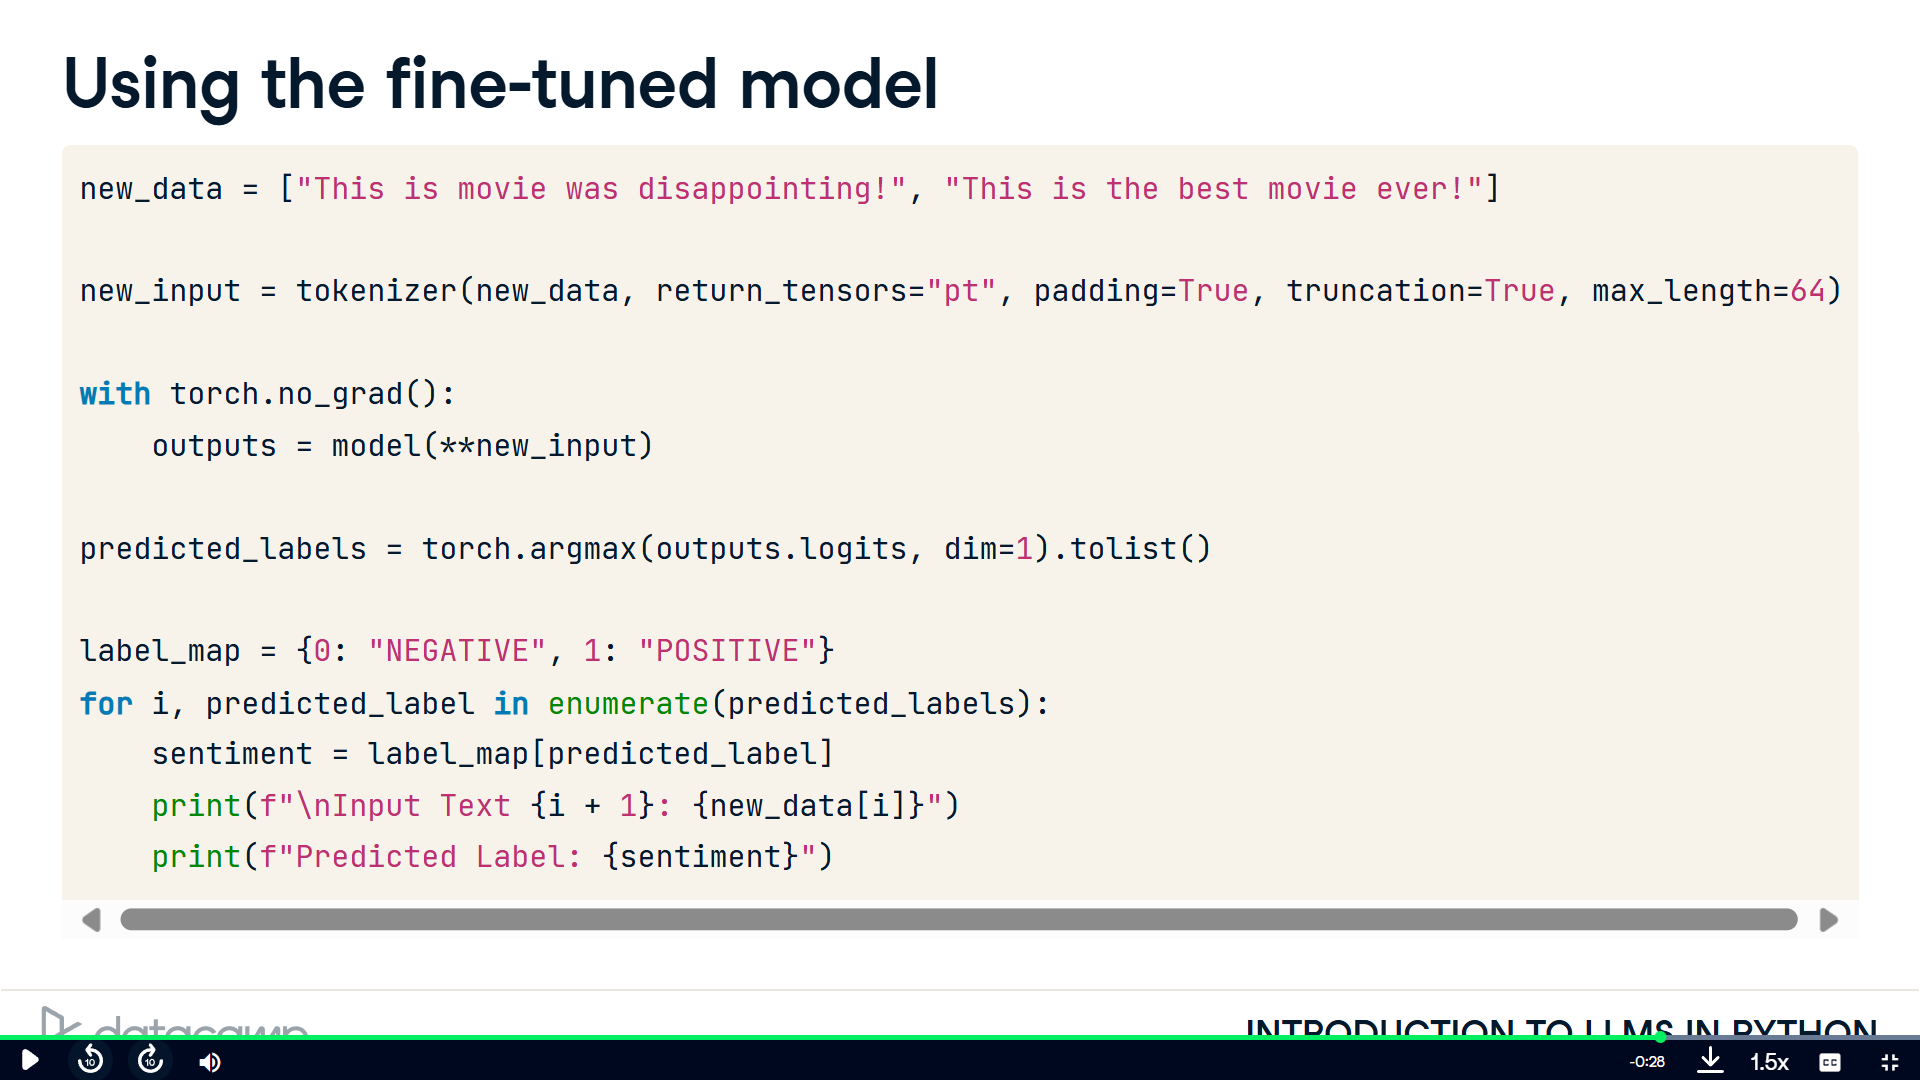 Using the fine-tuned model
new_data = ["This is movie was disappointing!", "This is the best movie ever!"]
new_input = tokenizer(new_data, return_tensors="pt", padding=True, truncation=True, max_length=64)
with torch.no_grad():
    outputs = model(**new_input)
predicted_labels = torch.argmax(outputs.logits, dim=1).tolist()
label_map = {0: "NEGATIVE", 1: "POSITIVE"}
for i, predicted_label in enumerate(predicted_labels):
    sentiment = label_map[predicted_label]
    print(f"\nInput Text {i + 1}: {new_data[i]}")
    print(f"Predicted Label: {sentiment}")
datacamp
INTRODUCTION TO LLMS IN PYTHON
10
10
-0:28
1.5x
CC